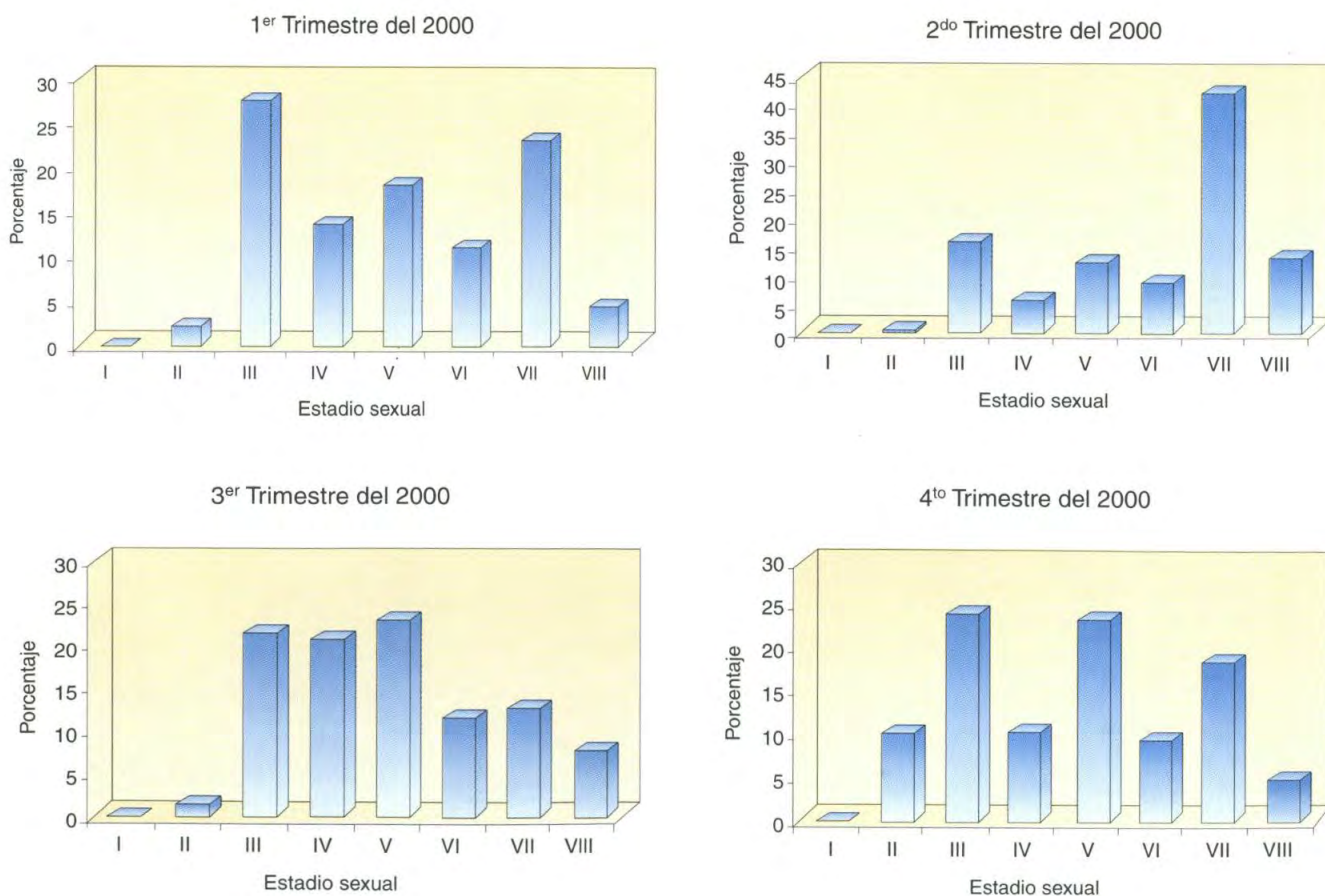 1er Trimestre del 2000
Porcentaje
30
25
20
15
10
5
0
I II III IV V VI VII VIII
Estadio sexual
2do Trimestre del 2000
Porcentaje
45
40
35
30
25
20
15
10
5
0
I II III IV V VI VII VIII
Estadio sexual
3er Trimestre del 2000
Porcentaje
30
25
20
15
10
5
0
I II III IV V VI VII VIII
Estadio sexual
4to Trimestre del 2000
Porcentaje
30
25
20
15
10
5
0
I II III IV V VI VII VIII
Estadio sexual